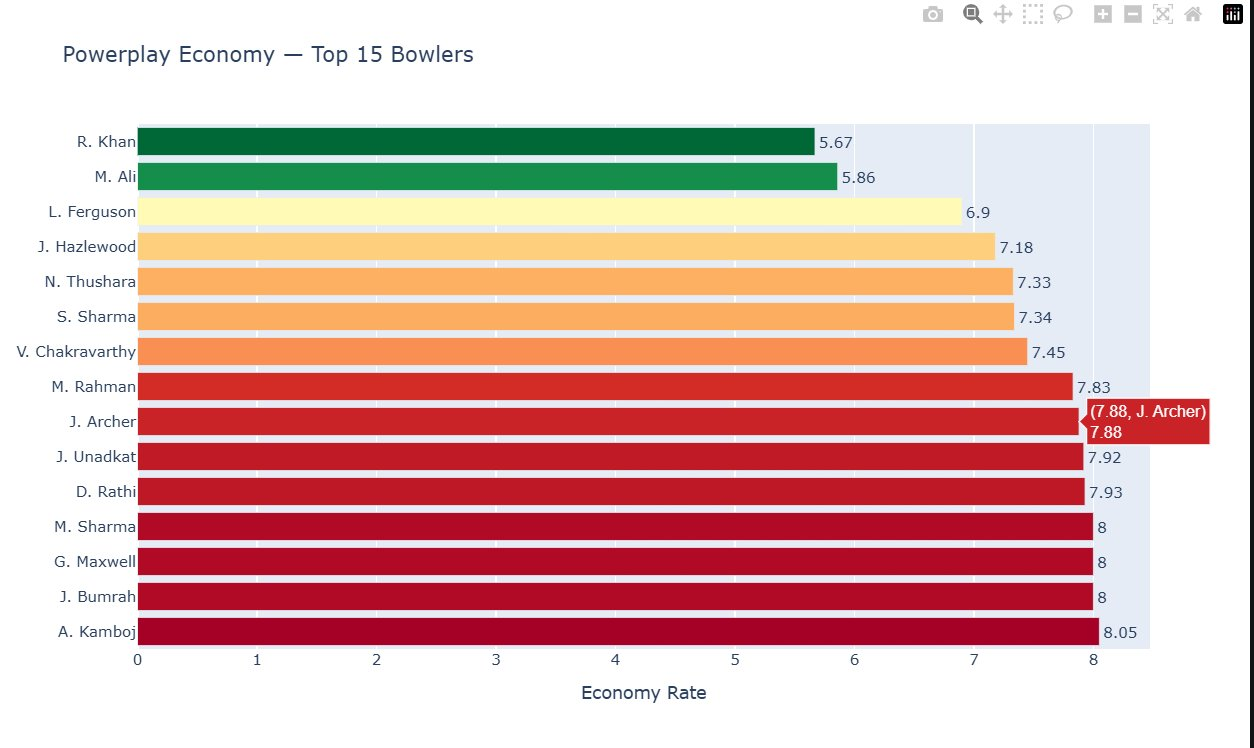 Powerplay Economy — Top 15 Bowlers
R. Khan 5.67
M. Ali 5.86
L. Ferguson 6.9
J. Hazlewood 7.18
N. Thushara 7.33
S. Sharma 7.34
V. Chakravarthy 7.45
M. Rahman 7.83
(7.88, J. Archer)
J. Archer 7.88
J. Unadkat 7.92
D. Rathi 7.93
M. Sharma 8
G. Maxwell 8
J. Bumrah 8
A. Kamboj 8.05
0 1 2 3 4 5 6 7 8
Economy Rate